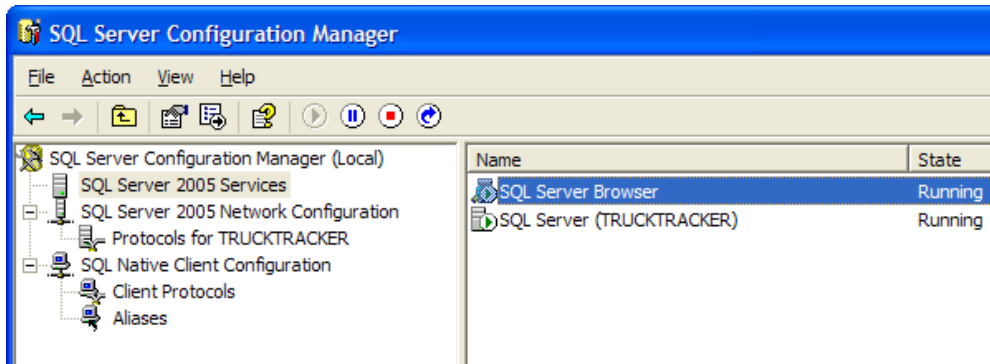 SQL Server Configuration Manager
File Action View Help
SQL Server Configuration Manager (Local)
SQL Server 2005 Services
SQL Server 2005 Network Configuration
Protocols for TRUCKTRACKER
SQL Native Client Configuration
Client Protocols
Aliases
Name State
SQL Server Browser Running
SQL Server (TRUCKTRACKER) Running